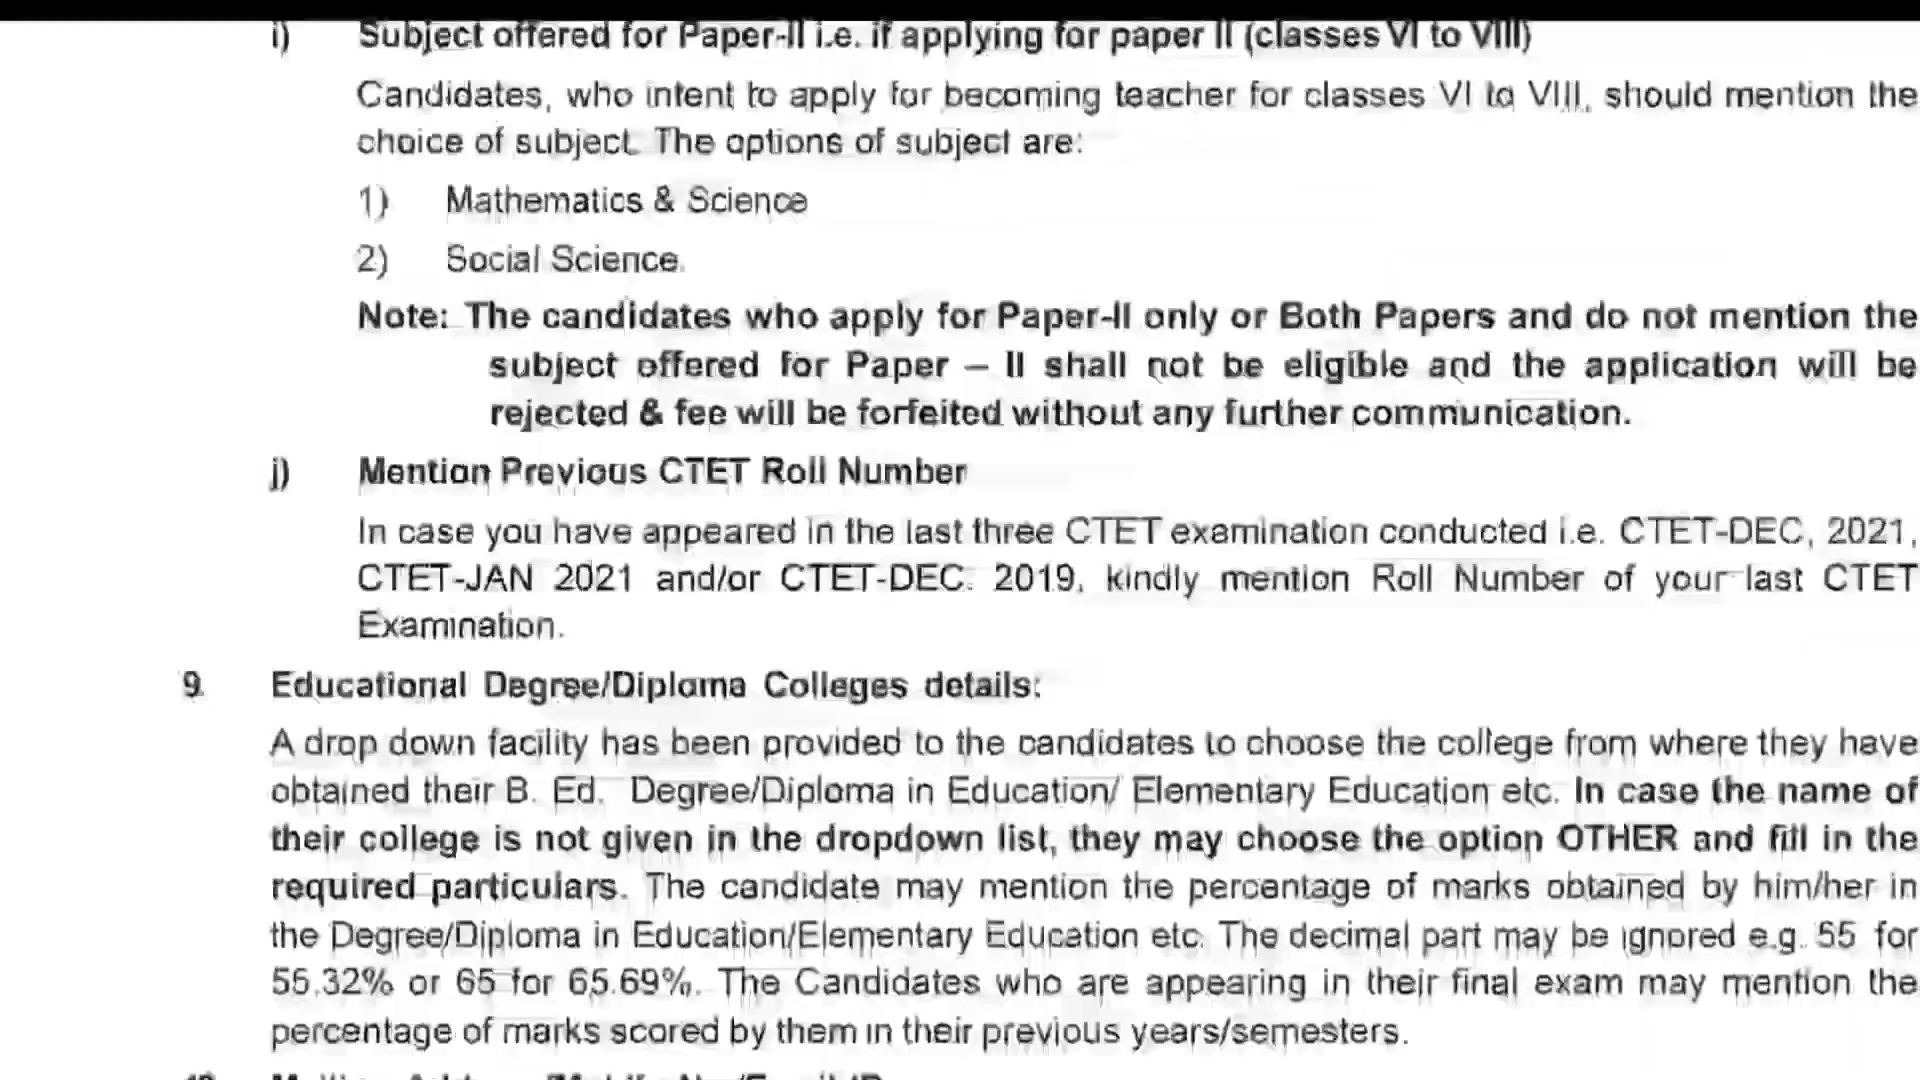 i) Subject offered for Paper-II i.e. if applying for paper II (classes VI to VIII)
Candidates, who intent to apply for becoming teacher for classes VI to VIII, should mention the
choice of subject. The options of subject are:
1) Mathematics & Science
2) Social Science.
Note: The candidates who apply for Paper-II only or Both Papers and do not mention the
subject offered for Paper – II shall not be eligible and the application will be
rejected & fee will be forfeited without any further communication.
j) Mention Previous CTET Roll Number
In case you have appeared in the last three CTET examination conducted i.e. CTET-DEC, 2021,
CTET-JAN 2021 and/or CTET-DEC. 2019, kindly mention Roll Number of your last CTET
Examination.
9. Educational Degree/Diploma Colleges details:
A drop down facility has been provided to the candidates to choose the college from where they have
obtained their B. Ed. Degree/Diploma in Education/ Elementary Education etc. In case the name of
their college is not given in the dropdown list, they may choose the option OTHER and fill in the
required particulars. The candidate may mention the percentage of marks obtained by him/her in
the Degree/Diploma in Education/Elementary Education etc. The decimal part may be ignored e.g. 55 for
55.32% or 65 for 65.69%. The Candidates who are appearing in their final exam may mention the
percentage of marks scored by them in their previous years/semesters.